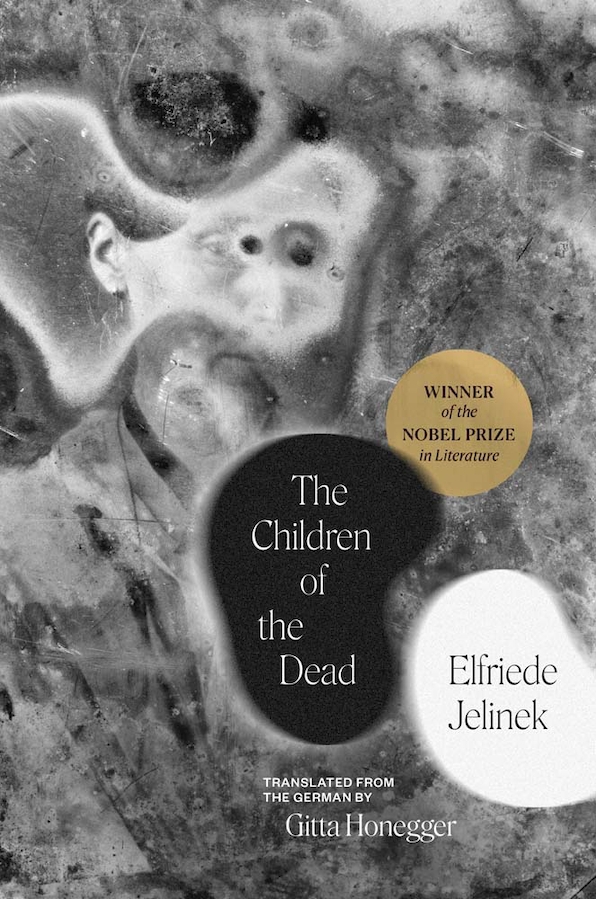 WINNER
of the
NOBEL PRIZE
in Literature
The
Children
of
the
Dead
Elfriede
Jelinek
TRANSLATED FROM
THE GERMAN BY
Gitta Honegger